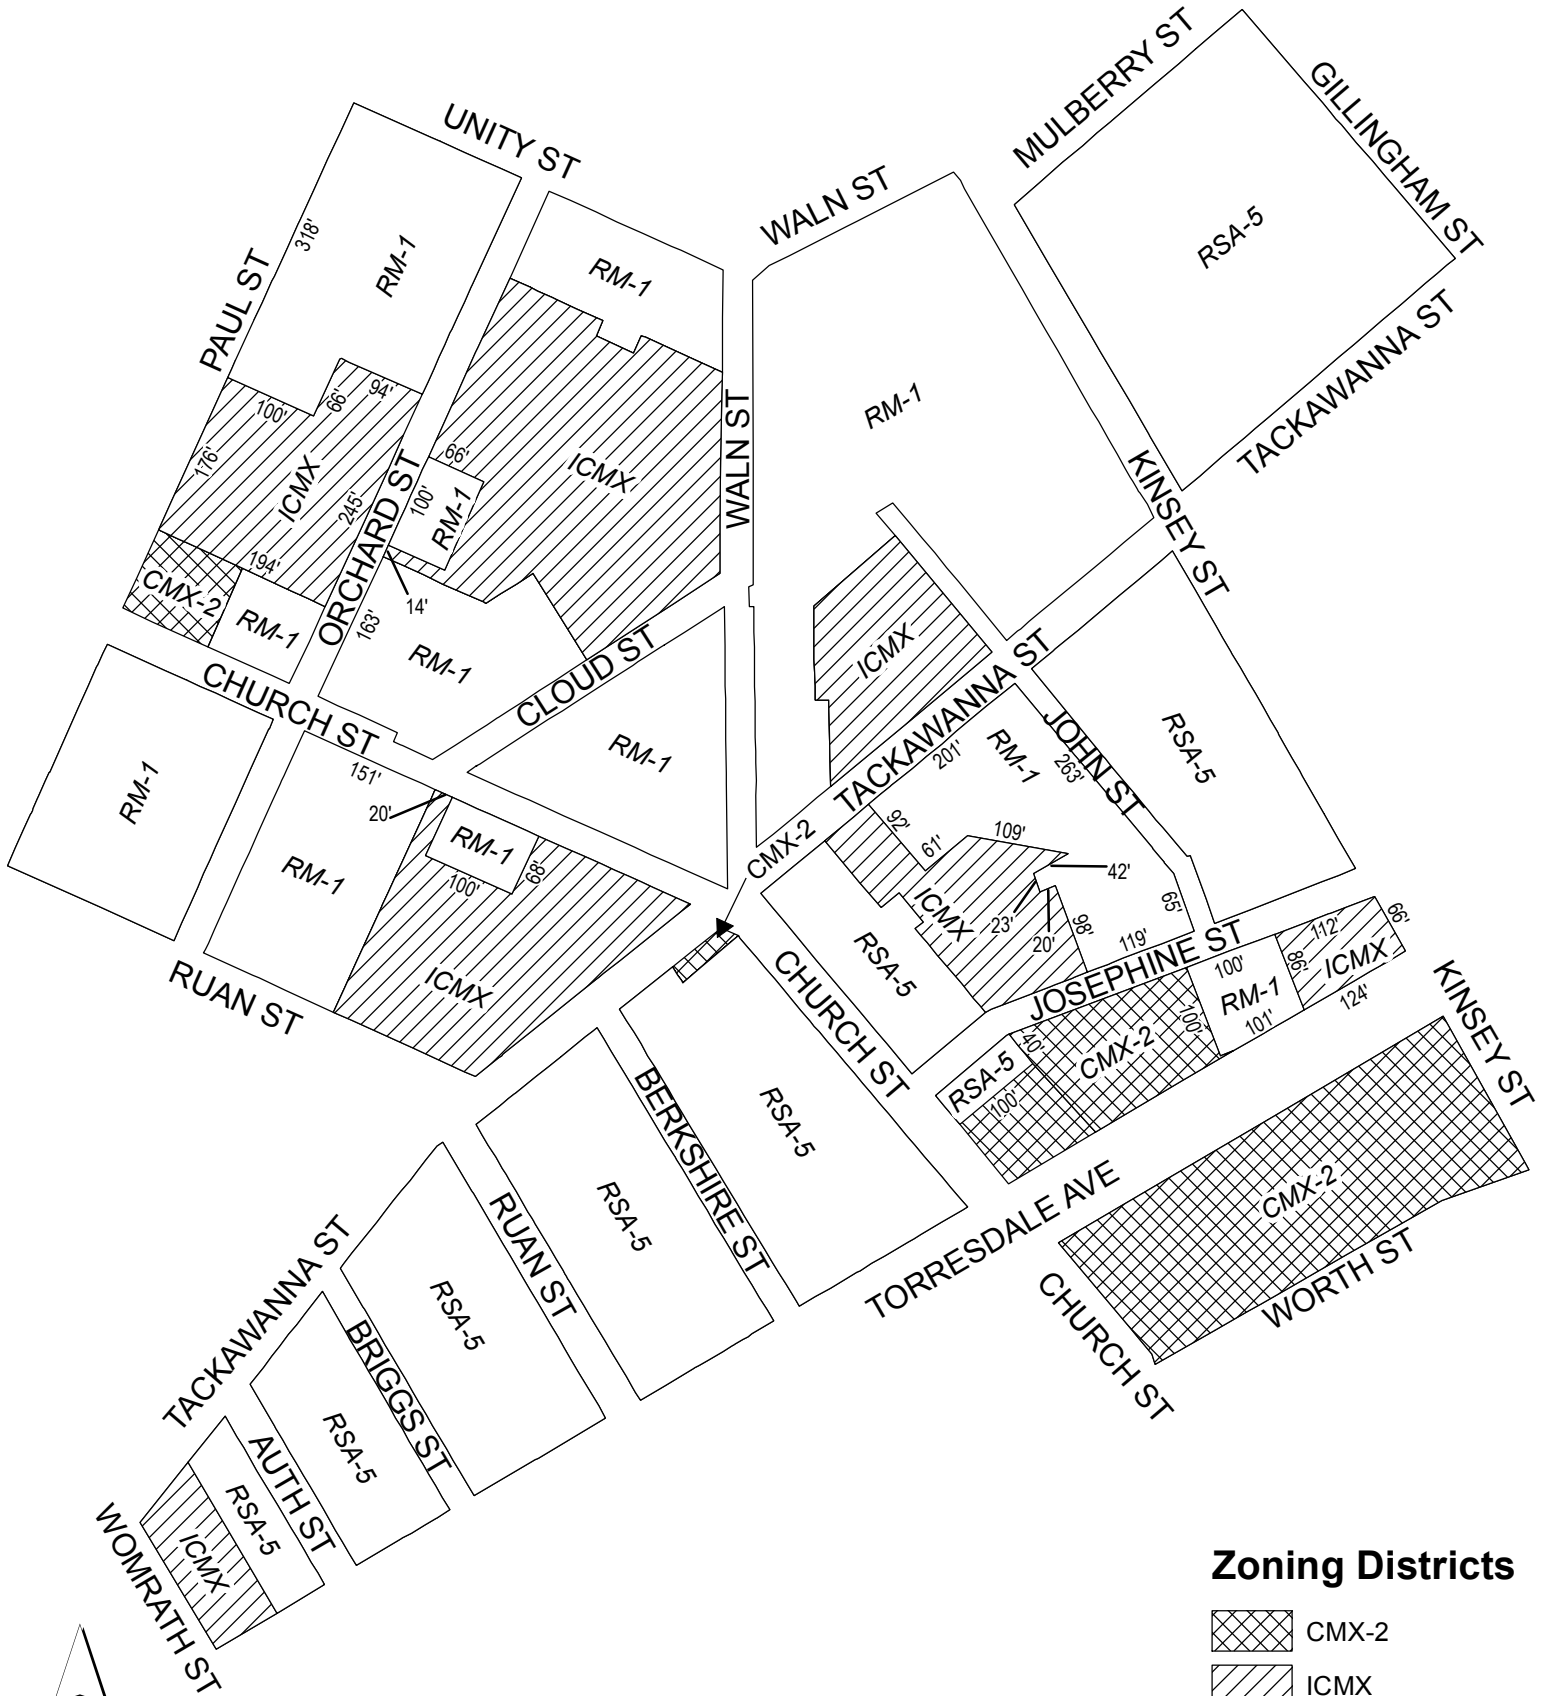 MULBERRY ST
GILLINGHAM ST
UNITY ST
WALN ST
RSA-5
318'
RM-1
RM-1
PAUL ST
TACKAWANNA ST
94'
66'
100'
WALN ST
RM-1
176'
ICMX
245'
ORCHARD ST
66'
100'
RM-1
ICMX
KINSEY ST
194'
CMX-2
RM-1
14'
163'
RM-1
CLOUD ST
ICMX
TACKAWANNA ST
CHURCH ST
RM-1
RM-1
151'
20'
RM-1
RM-1
100'
68'
ICMX
RUAN ST
CMX-2
201'
RM-1
263'
JOHN ST
RSA-5
92'
61'
109'
42'
ICMX
23'
20'
98'
65'
119'
RSA-5
JOSEPHINE ST
112'
66'
ICMX
86'
100'
RM-1
101'
124'
CHURCH ST
40'
CMX-2
100'
RSA-5
100'
KINSEY ST
BERKSHIRE ST
RSA-5
CMX-2
TORRESDALE AVE
WORTH ST
CHURCH ST
RSA-5
RUAN ST
TACKAWANNA ST
RSA-5
BRIGGS ST
RSA-5
AUTH ST
RSA-5
ICMX
WOMRATH ST
Zoning Districts
CMX-2
ICMX